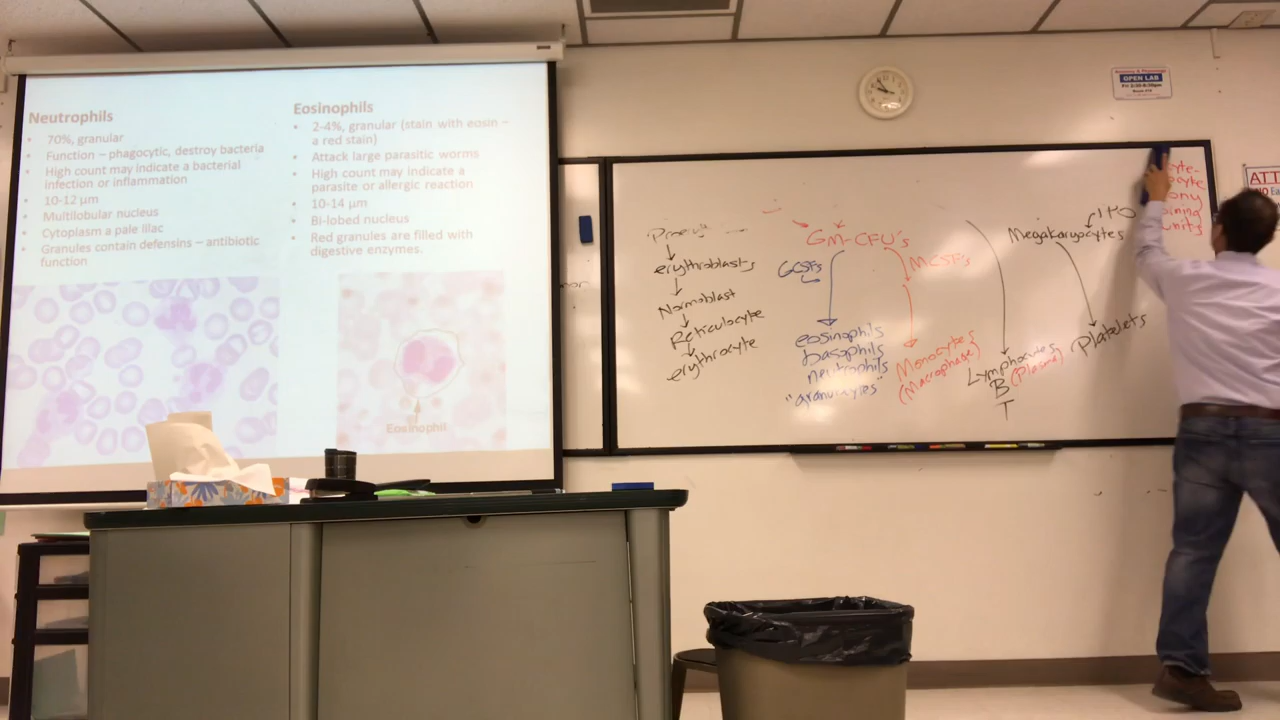 Neutrophils
• 70%, granular
• Function – phagocytic, destroy bacteria
• High count may indicate a bacterial
infection or inflammation
• 10-12 µm
• Multilobular nucleus
• Cytoplasm a pale lilac
• Granules contain defensins – antibiotic
function
Eosinophils
• 2-4%, granular (stain with eosin –
a red stain)
• Attack large parasitic worms
• High count may indicate a
parasite or allergic reaction
• 10-14 µm
• Bi-lobed nucleus
• Red granules are filled with
digestive enzymes.
Eosinophil
erythroblasts
Normoblast
Reticulocyte
erythrocyte
GM-CFU's
GCSFs
MCSFs
eosinophils
basophils
neutrophils
"granulocytes"
Monocytes
(Macrophage)
Lymphocytes
B (Plasma)
T
Megakaryocytes
Platelets
units
OPEN LAB
ATT